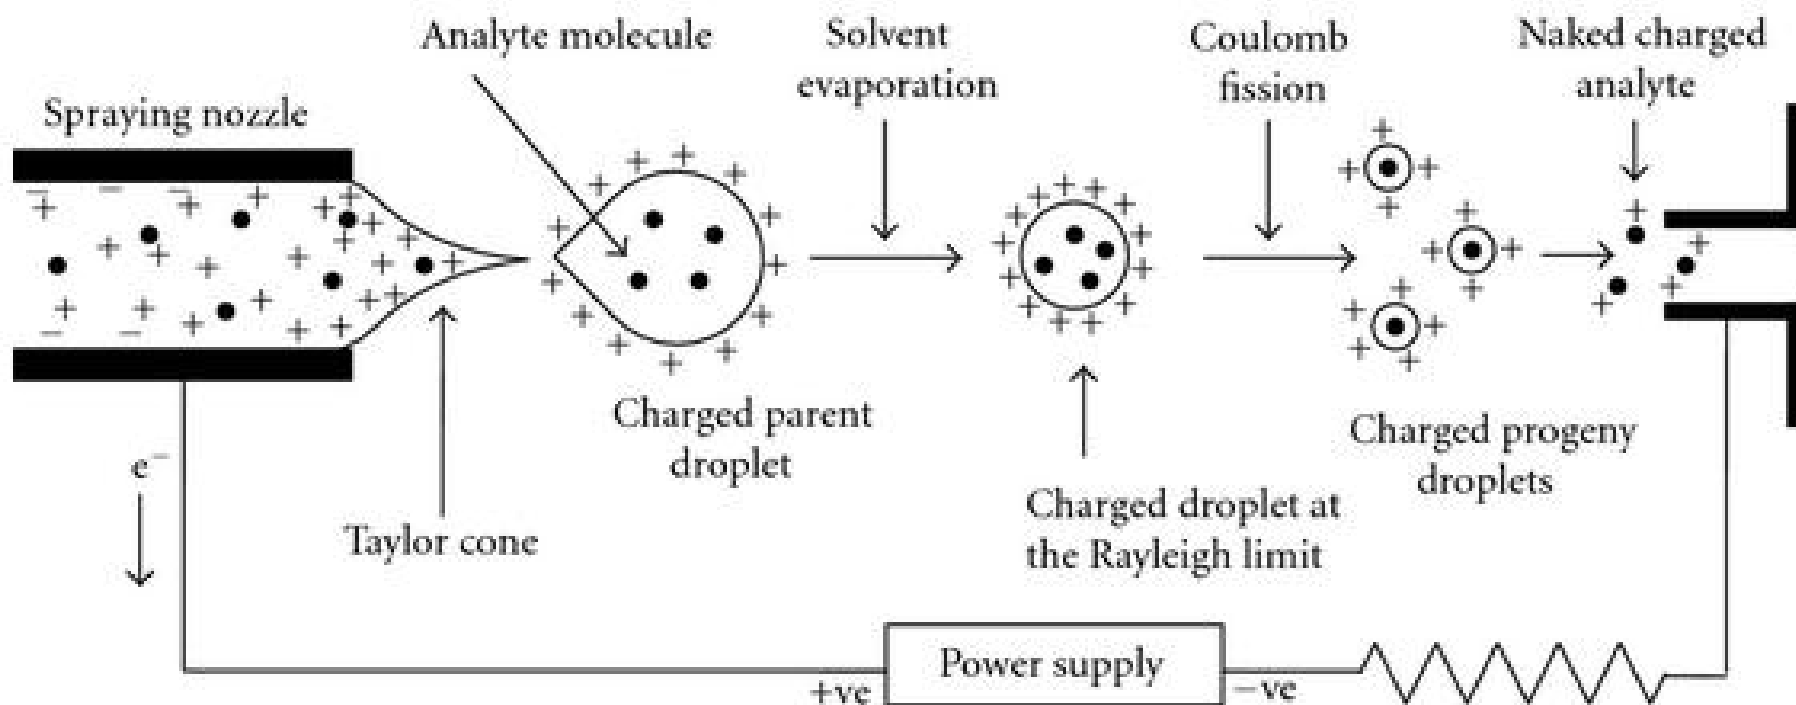 Analyte molecule
Solvent
evaporation
Coulomb
fission
Naked charged
analyte
Spraying nozzle
Charged parent
droplet
Charged progeny
droplets
e⁻
Taylor cone
Charged droplet at
the Rayleigh limit
Power supply
+ve
−ve